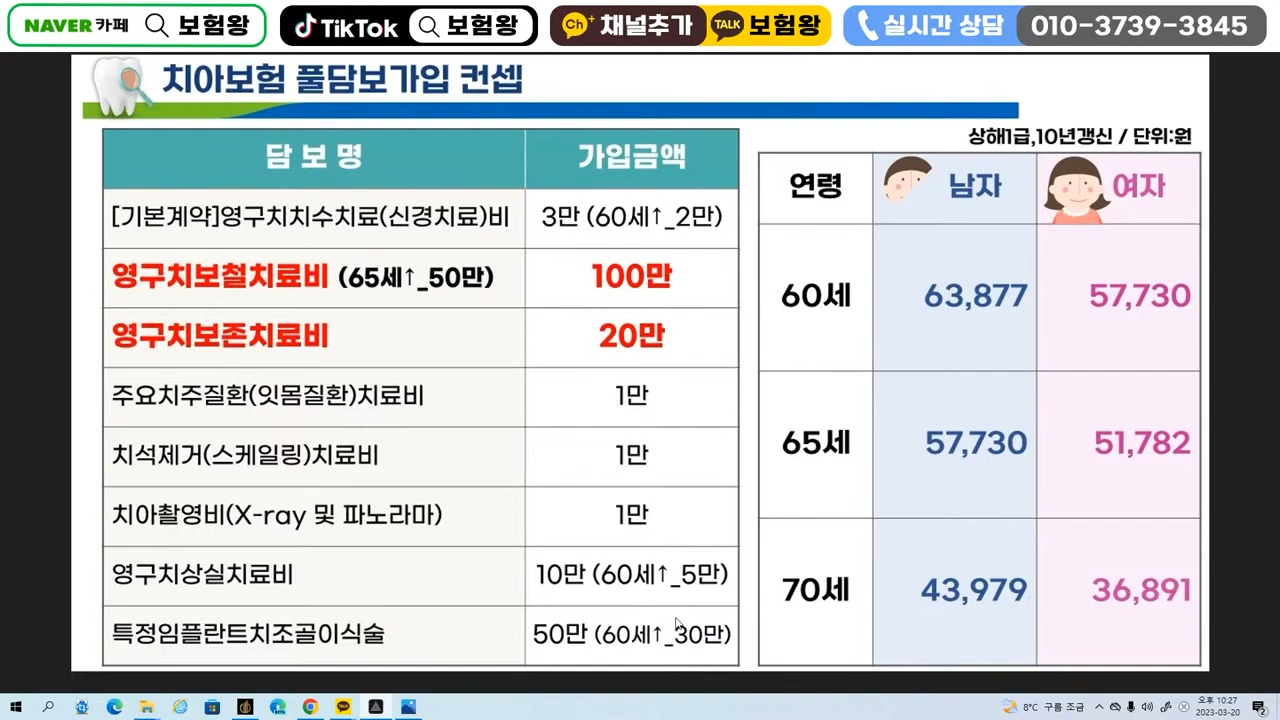 NAVER 카페 보험왕
TikTok 보험왕
Ch+ 채널추가 TALK 보험왕
실시간 상담 010-3739-3845
치아보험 풀담보가입 컨셉
상해1급,10년갱신 / 단위:원
담 보 명 가입금액
[기본계약]영구치치수치료(신경치료)비 3만 (60세↑_2만)
영구치보철치료비 (65세↑_50만) 100만
영구치보존치료비 20만
주요치주질환(잇몸질환)치료비 1만
치석제거(스케일링)치료비 1만
치아촬영비(X-ray 및 파노라마) 1만
영구치상실치료비 10만 (60세↑_5만)
특정임플란트치조골이식술 50만 (60세↑_30만)
연령 남자 여자
60세 63,877 57,730
65세 57,730 51,782
70세 43,979 36,891
8°C 구름 조금
오후 10:27
2023-03-20
2